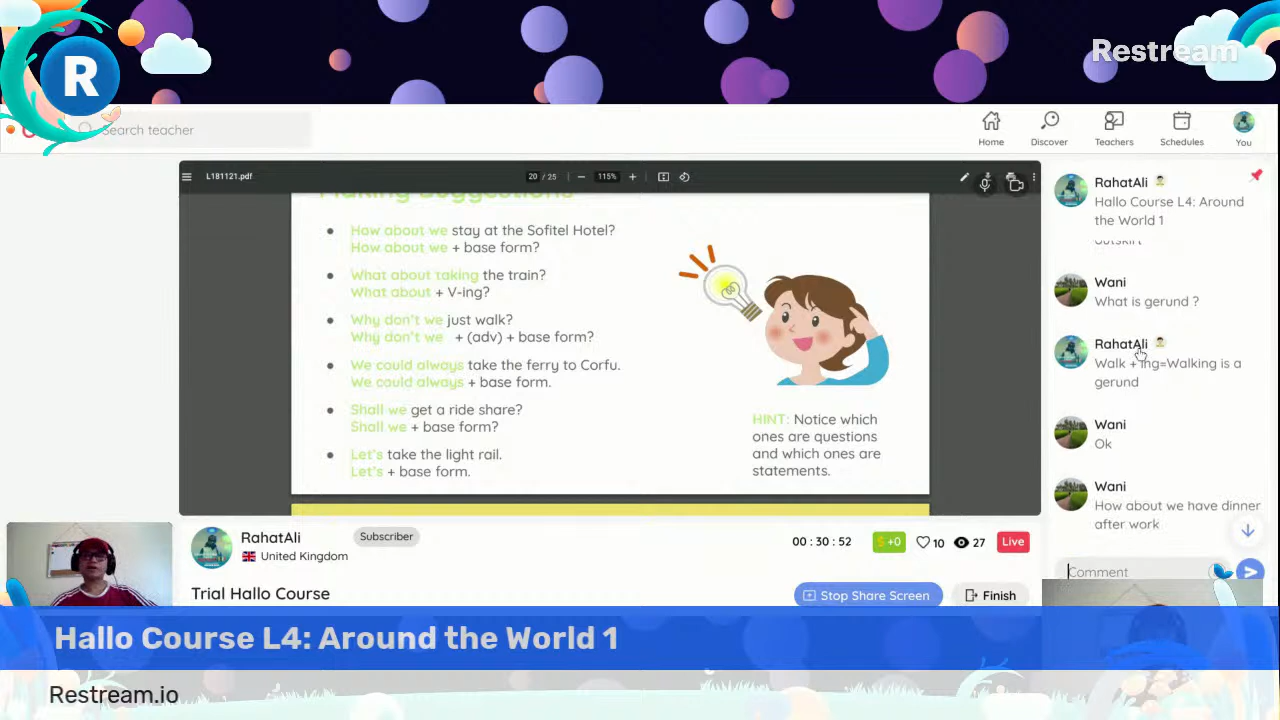 R
Restream
Search teacher
Home
Discover
Teachers
Schedules
You
L181121.pdf
20 / 25
115%
Making Suggestions
How about we stay at the Sofitel Hotel?
How about we + base form?
What about taking the train?
What about + V-ing?
Why don't we just walk?
Why don't we + (adv) + base form?
We could always take the ferry to Corfu.
We could always + base form.
Shall we get a ride share?
Shall we + base form?
Let's take the light rail.
Let's + base form.
HINT: Notice which
ones are questions
and which ones are
statements.
RahatAli
Hallo Course L4: Around
the World 1
outskirt
Wani
What is gerund ?
RahatAli
Walk + ing=Walking is a
gerund
Wani
Ok
Wani
How about we have dinner
after work
Comment
RahatAli
Subscriber
United Kingdom
00 : 30 : 52
+0
10
27
Live
Trial Hallo Course
Stop Share Screen
Finish
Hallo Course L4: Around the World 1
Restream.io